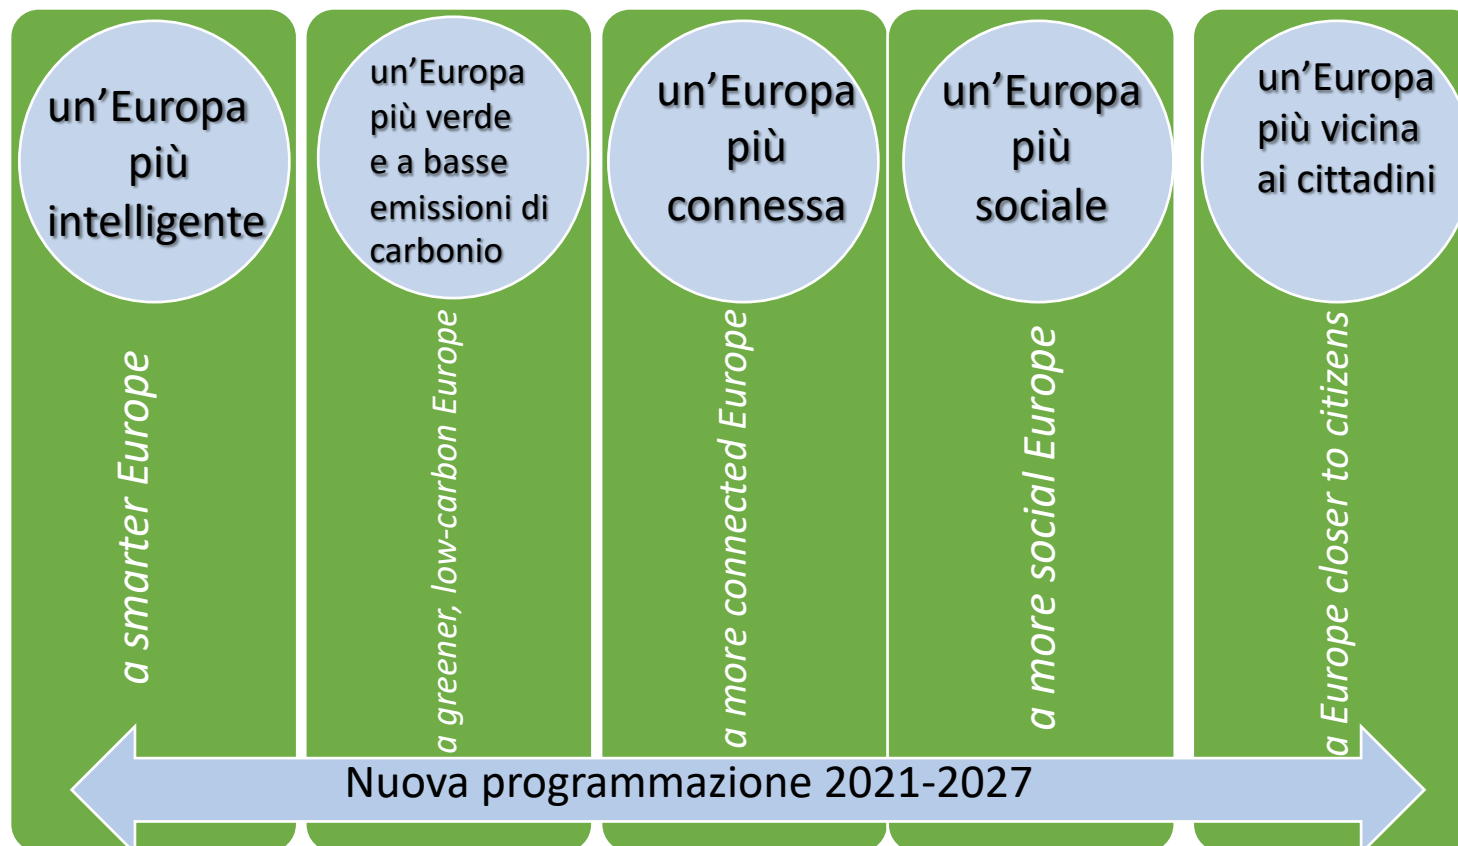 un’Europa
più
intelligente
a smarter Europe
un’Europa
più verde
e a basse
emissioni di
carbonio
a greener, low-carbon Europe
un’Europa
più
connessa
a more connected Europe
un’Europa
più
sociale
a more social Europe
un’Europa
più vicina
ai cittadini
a Europe closer to citizens
Nuova programmazione 2021-2027